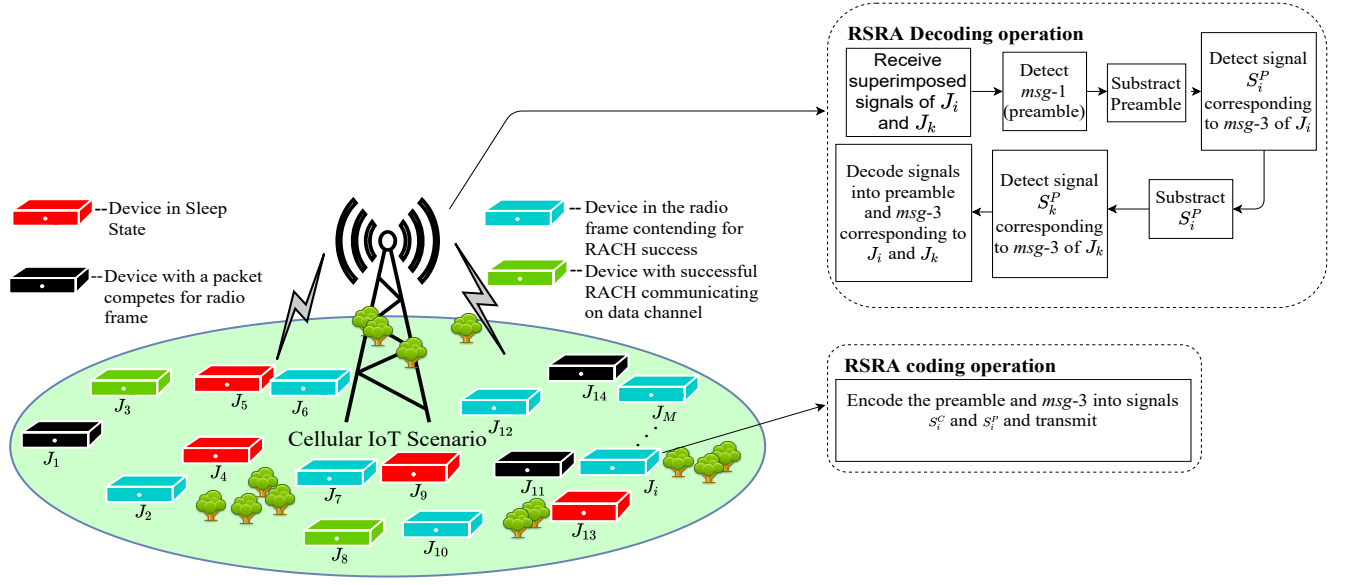 RSRA Decoding operation
Receive
superimposed
signals of J_i
and J_k
Detect
msg-1
(preamble)
Substract
Preamble
Detect signal
S_i^P
corresponding
to msg-3 of J_i
Substract
S_i^P
Detect signal
S_k^P
corresponding
to msg-3 of J_k
Decode signals
into preamble
and msg-3
corresponding to
J_i and J_k
--Device in Sleep
State
--Device with a packet
competes for radio
frame
-- Device in the radio
frame contending for
RACH success
--Device with successful
RACH communicating
on data channel
RSRA coding operation
Encode the preamble and msg-3 into signals
S_i^C and S_i^P and transmit
J_3
J_5
J_6
J_14
J_M
J_12
Cellular IoT Scenario
J_1
J_4
J_7
J_9
J_11
J_i
J_2
J_8
J_10
J_13